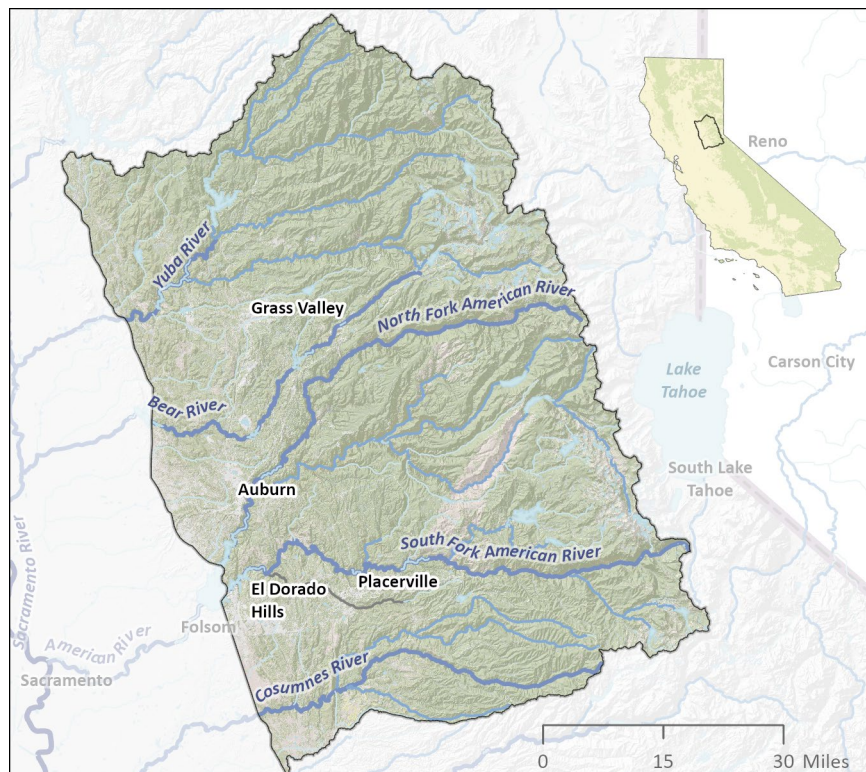 Reno
Yuba River
Grass Valley
North Fork American River
Lake
Tahoe
Carson City
Bear River
South Lake
Tahoe
Auburn
South Fork American River
Sacramento River
El Dorado
Hills
Placerville
Folsom
American River
Sacramento
Cosumnes River
0 15 30 Miles